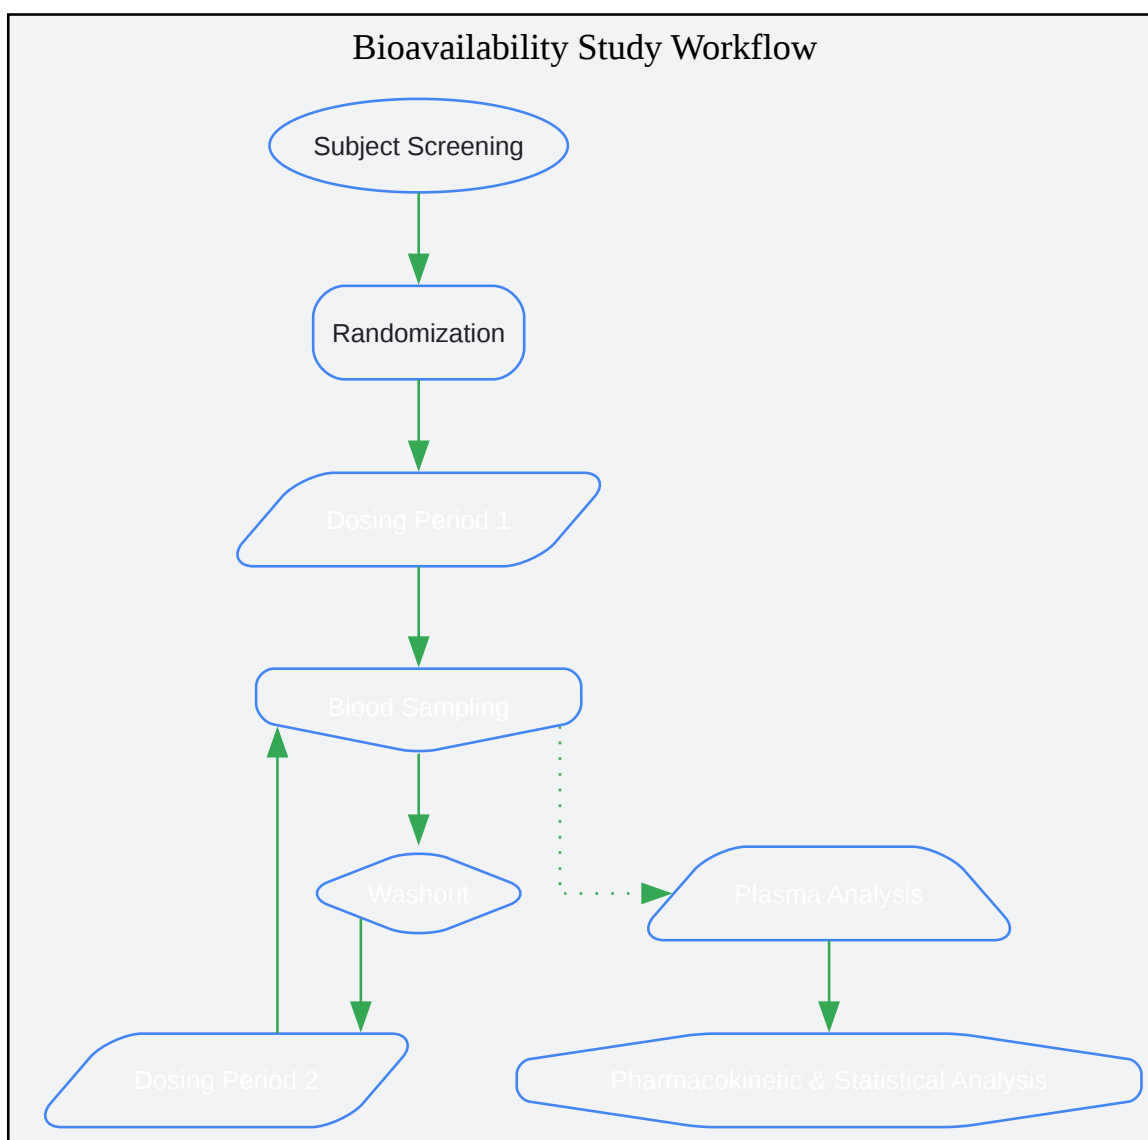 Bioavailability Study Workflow
Subject Screening
Randomization
Dosing Period 1
Blood Sampling
Washout
Plasma Analysis
Dosing Period 2
Pharmacokinetic & Statistical Analysis